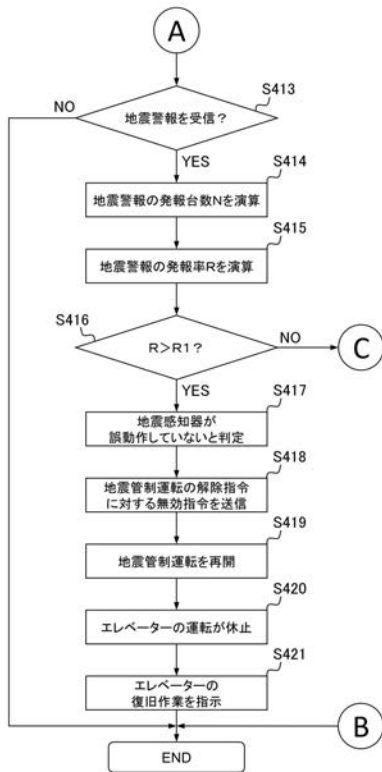 A
S413
NO
地震警報を受信？
YES
S414
地震警報の発報台数Nを演算
S415
地震警報の発報率Rを演算
S416
R＞R1？
NO
C
YES
S417
地震感知器が
誤動作していないと判定
S418
地震管制運転の解除指令
に対する無効指令を送信
S419
地震管制運転を再開
S420
エレベーターの運転が休止
S421
エレベーターの
復旧作業を指示
B
END